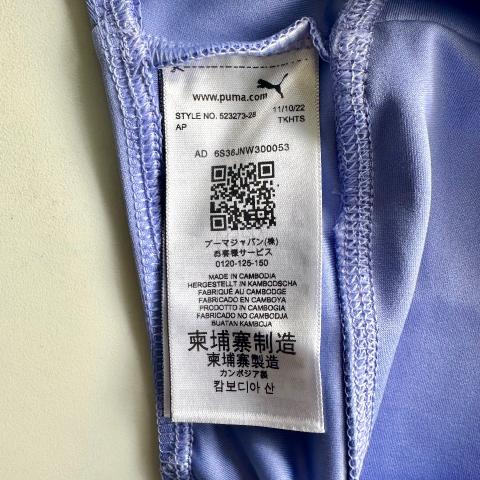 www.puma.com
STYLE NO. 523273-28 11/10/22
AP TKHTS
AD 6S36JNW300053
プーマジャパン(株)
お客様サービス
0120-125-150
MADE IN CAMBODIA
HERGESTELLT IN KAMBODSCHA
FABRIQUÉ AU CAMBODGE
FABRICADO EN CAMBOYA
PRODOTTO IN CAMBOGIA
FABRICADO NO CAMBODJA
BUATAN KAMBOJA
柬埔寨制造
柬埔寨製造
カンボジア製
캄보디아 산